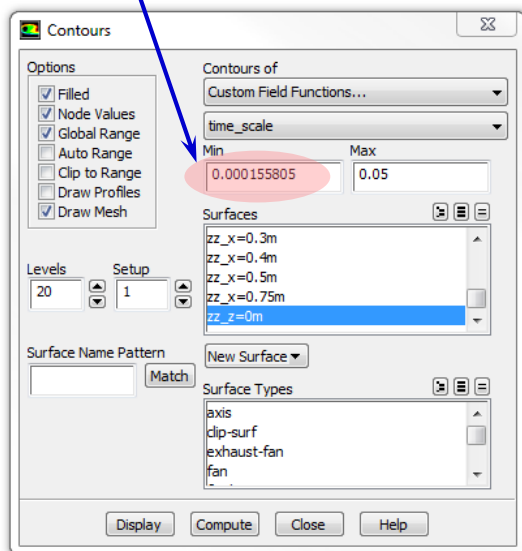 Contours
Options
Filled
Node Values
Global Range
Auto Range
Clip to Range
Draw Profiles
Draw Mesh
Contours of
Custom Field Functions...
time_scale
Min
Max
0.000155805
0.05
Surfaces
zz_x=0.3m
zz_x=0.4m
zz_x=0.5m
zz_x=0.75m
zz_z=0m
Levels
Setup
20
1
Surface Name Pattern
Match
New Surface
Surface Types
axis
clip-surf
exhaust-fan
fan
Display
Compute
Close
Help